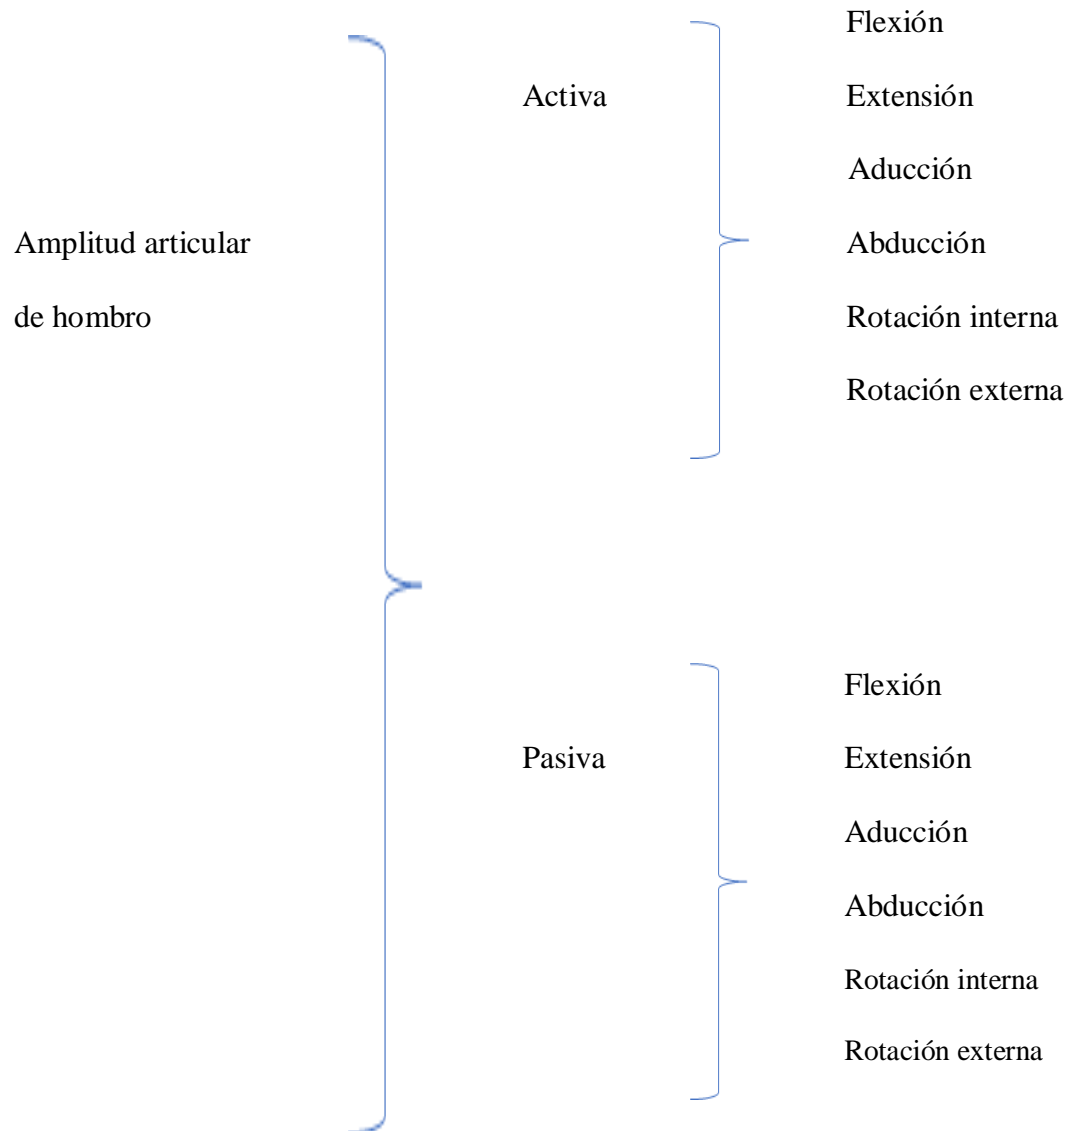 Amplitud articular
de hombro
Activa
Flexión
Extensión
Aducción
Abducción
Rotación interna
Rotación externa
Pasiva
Flexión
Extensión
Aducción
Abducción
Rotación interna
Rotación externa